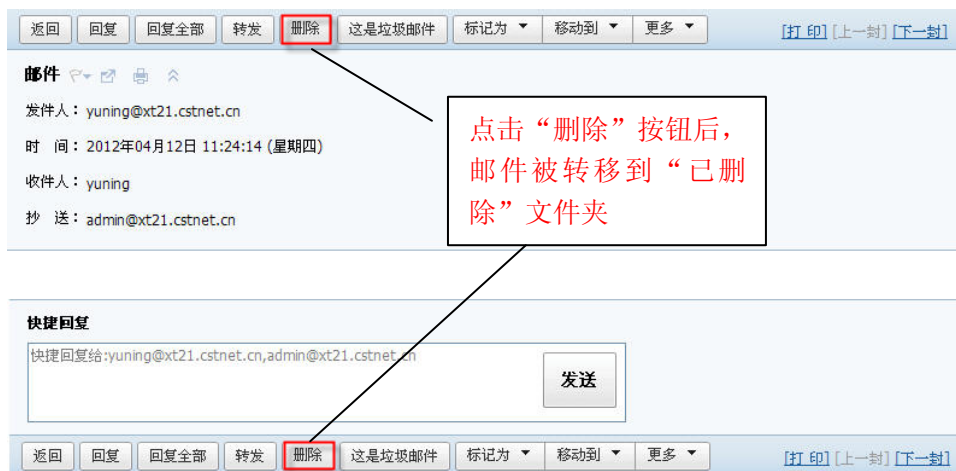 返回 回复 回复全部 转发 删除 这是垃圾邮件 标记为 移动到 更多 [打 印] [上一封] [下一封]
邮件
发件人：yuning@xt21.cstnet.cn
时 间：2012年04月12日 11:24:14 (星期四)
收件人：yuning
抄 送：admin@xt21.cstnet.cn
点击“删除”按钮后，
邮件被转移到“已删
除”文件夹
快捷回复
快捷回复给:yuning@xt21.cstnet.cn,admin@xt21.cstnet.cn
发送
返回 回复 回复全部 转发 删除 这是垃圾邮件 标记为 移动到 更多 [打 印] [上一封] [下一封]